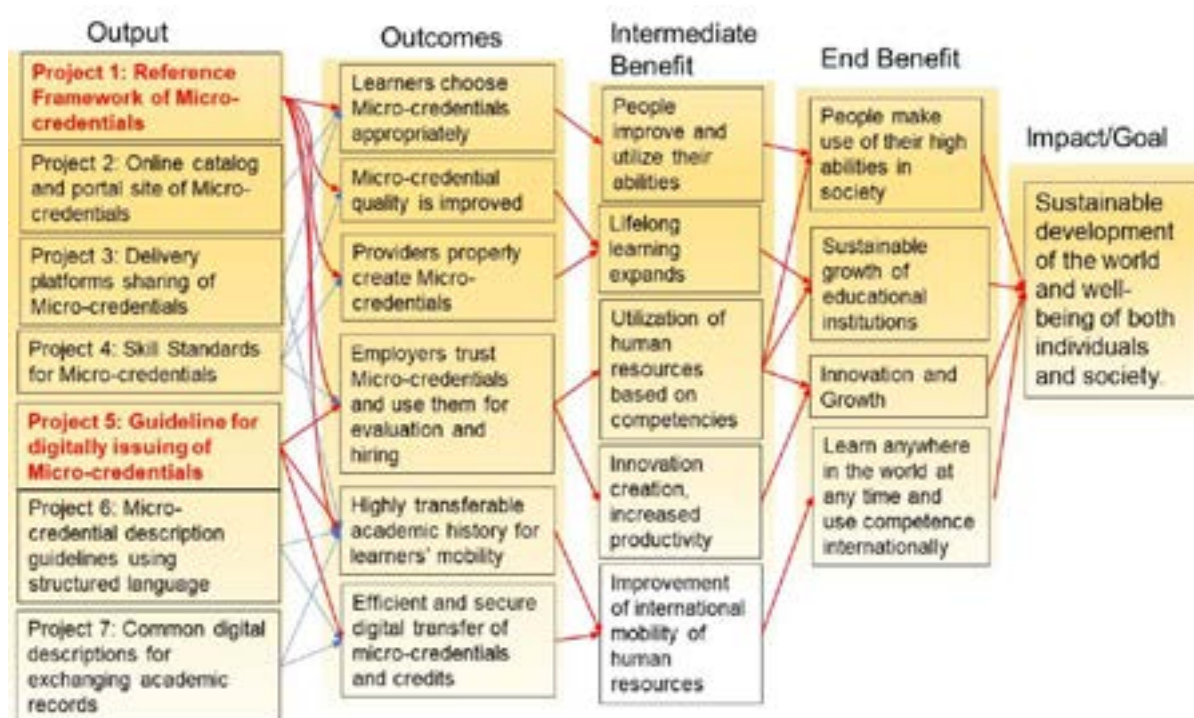 Output
Project 1: Reference
Framework of Micro-
credentials
Project 2: Online catalog
and portal site of Micro-
credentials
Project 3: Delivery
platforms sharing of
Micro-credentials
Project 4: Skill Standards
for Micro-credentials
Project 5: Guideline for
digitally issuing of
Micro-credentials
Project 6: Micro-
credential description
guidelines using
structured language
Project 7: Common digital
descriptions for
exchanging academic
records
Outcomes
Learners choose
Micro-credentials
appropriately
Micro-credential
quality is improved
Providers properly
create Micro-
credentials
Employers trust
Micro-credentials
and use them for
evaluation and
hiring
Highly transferable
academic history for
learners' mobility
Efficient and secure
digital transfer of
micro-credentials
and credits
Intermediate
Benefit
People
improve and
utilize their
abilities
Lifelong
learning
expands
Utilization of
human
resources
based on
competencies
Innovation
creation,
increased
productivity
Improvement
of international
mobility of
human
resources
End Benefit
People make
use of their high
abilities in
society
Sustainable
growth of
educational
institutions
Innovation and
Growth
Learn anywhere
in the world at
any time and
use competence
internationally
Impact/Goal
Sustainable
development
of the world
and well-
being of both
individuals
and society.